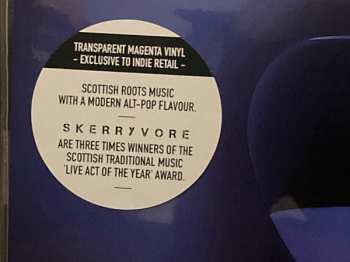 TRANSPARENT MAGENTA VINYL
- EXCLUSIVE TO INDIE RETAIL -
SCOTTISH ROOTS MUSIC
WITH A MODERN ALT-POP FLAVOUR.
SKERRYVORE
ARE THREE TIMES WINNERS OF THE
SCOTTISH TRADITIONAL MUSIC
'LIVE ACT OF THE YEAR' AWARD.